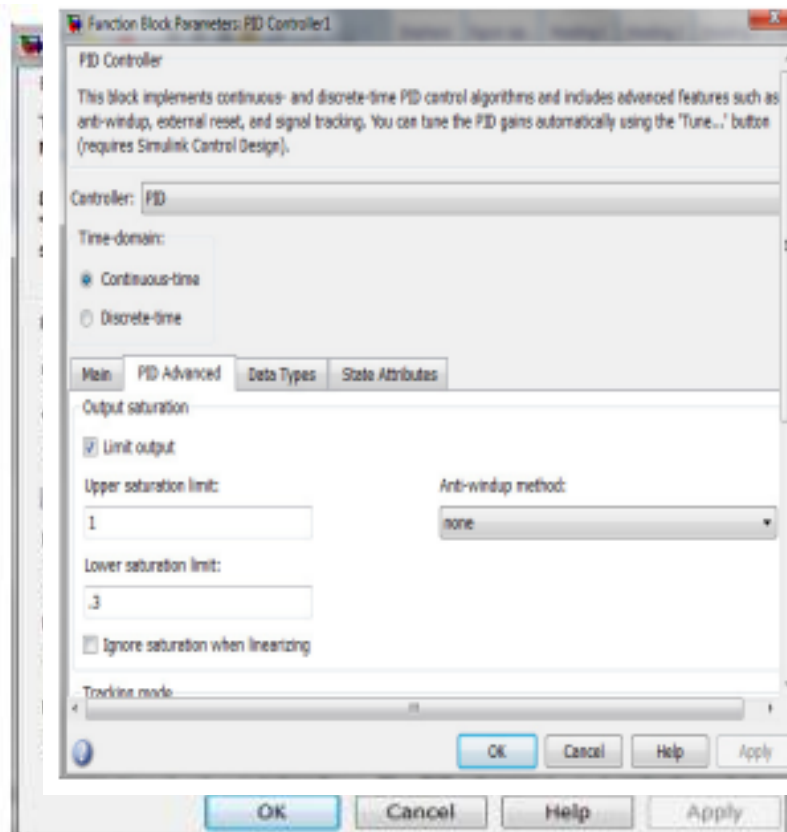 Function Block Parameters: PID Controller1
PID Controller
This block implements continuous- and discrete-time PID control algorithms and includes advanced features such as
anti-windup, external reset, and signal tracking. You can tune the PID gains automatically using the 'Tune...' button
(requires Simulink Control Design).
Controller: PID
Time-domain:
Continuous-time
Discrete-time
Main PID Advanced Data Types State Attributes
Output saturation
Limit output
Upper saturation limit: Anti-windup method:
1 none
Lower saturation limit:
.3
Ignore saturation when linearizing
Tracking mode
OK Cancel Help Apply
OK Cancel Help Apply